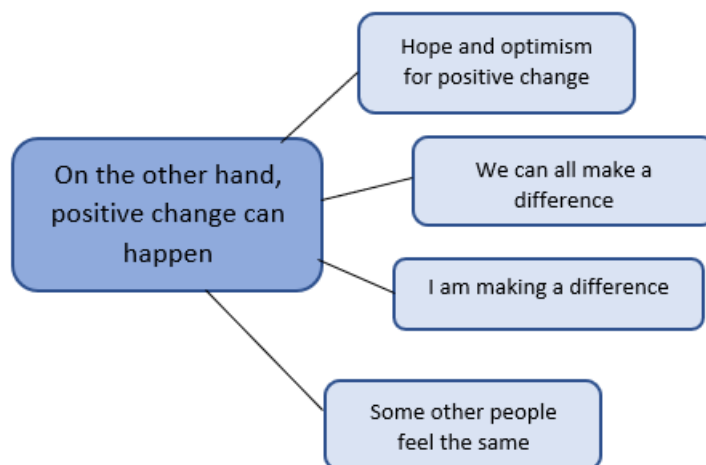 On the other hand,
positive change can
happen
Hope and optimism
for positive change
We can all make a
difference
I am making a difference
Some other people
feel the same